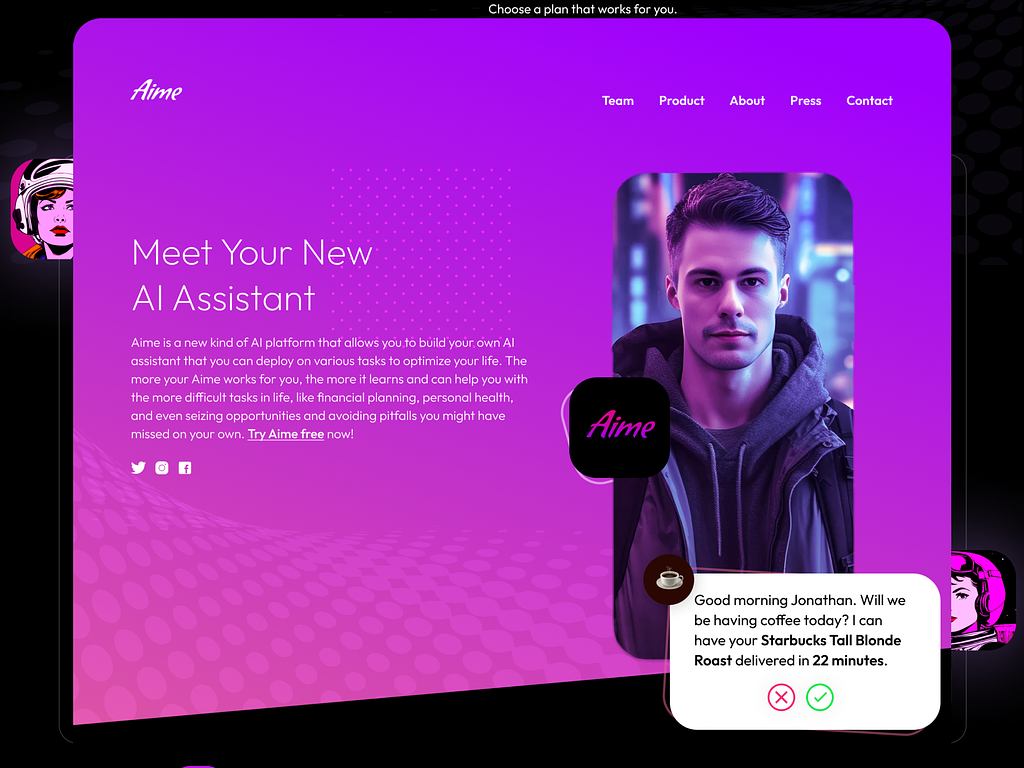 Choose a plan that works for you.
Aime
Team Product About Press Contact
Meet Your New
AI Assistant
Aime is a new kind of AI platform that allows you to build your own AI
assistant that you can deploy on various tasks to optimize your life. The
more your Aime works for you, the more it learns and can help you with
the more difficult tasks in life, like financial planning, personal health,
and even seizing opportunities and avoiding pitfalls you might have
missed on your own. Try Aime free now!
Aime
Good morning Jonathan. Will we
be having coffee today? I can
have your Starbucks Tall Blonde
Roast delivered in 22 minutes.